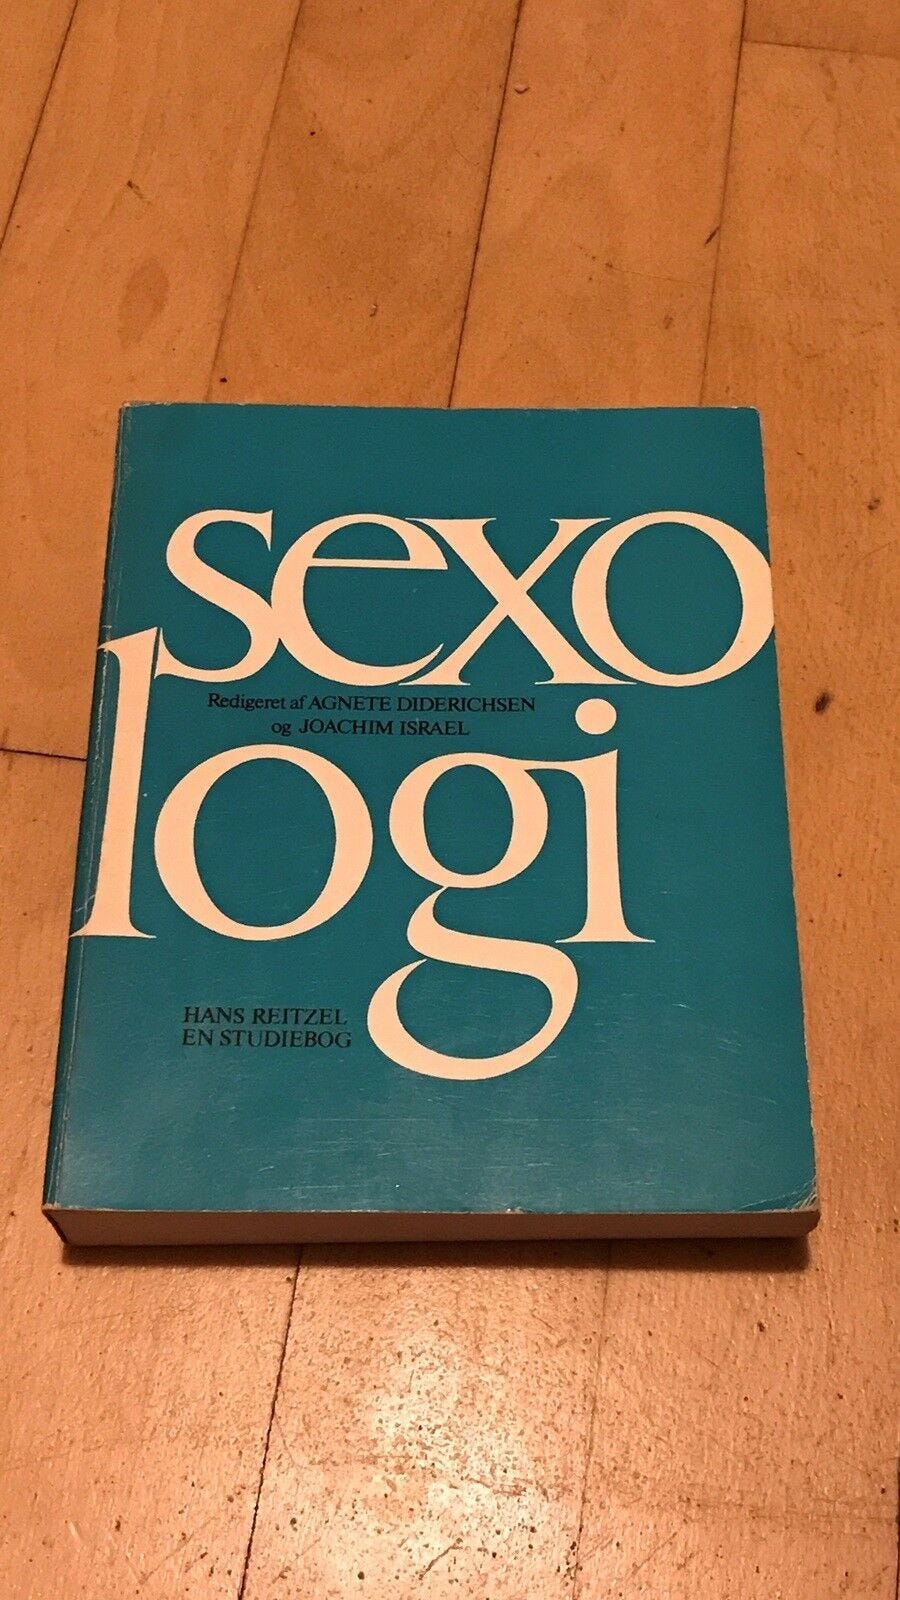 sexo
Redigeret af AGNETE DIDERICHSEN
og JOACHIM ISRAEL
logi
HANS REITZEL
EN STUDIEBOG